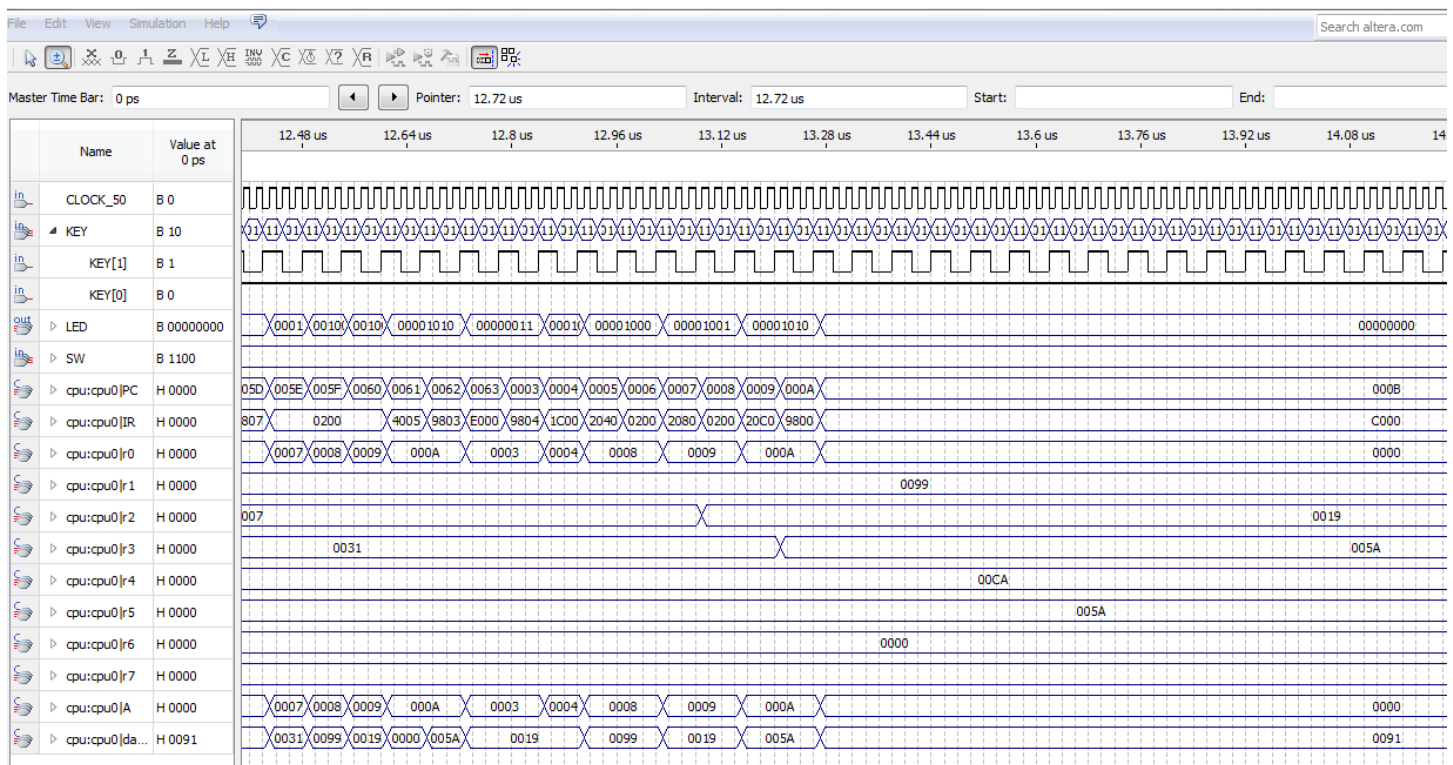 File Edit View Simulation Help
Search altera.com
Master Time Bar: 0 ps Pointer: 12.72 us Interval: 12.72 us Start: End:
Name Value at 0 ps 12.48 us 12.64 us 12.8 us 12.96 us 13.12 us 13.28 us 13.44 us 13.6 us 13.76 us 13.92 us 14.08 us 14
in CLOCK_50 B 0
in KEY B 10
in KEY[1] B 1
in KEY[0] B 0
out LED B 00000000 0001 0010 0010 00001010 00000011 0001 00001000 00001001 00001010 00000000
in SW B 1100
cpu:cpu0|PC H 0000 05D 005E 005F 0060 0061 0062 0063 0003 0004 0005 0006 0007 0008 0009 000A 000B
cpu:cpu0|IR H 0000 807 0200 4005 9803 E000 9804 1C00 2040 0200 2080 0200 20C0 9800 C000
cpu:cpu0|r0 H 0000 0007 0008 0009 000A 0003 0004 0008 0009 000A 0000
cpu:cpu0|r1 H 0000 0099
cpu:cpu0|r2 H 0000 007 0019
cpu:cpu0|r3 H 0000 0031 005A
cpu:cpu0|r4 H 0000 00CA
cpu:cpu0|r5 H 0000 005A
cpu:cpu0|r6 H 0000 0000
cpu:cpu0|r7 H 0000
cpu:cpu0|A H 0000 0007 0008 0009 000A 0003 0004 0008 0009 000A 0000
cpu:cpu0|da... H 0091 0031 0099 0019 0000 005A 0019 0099 0019 005A 0091